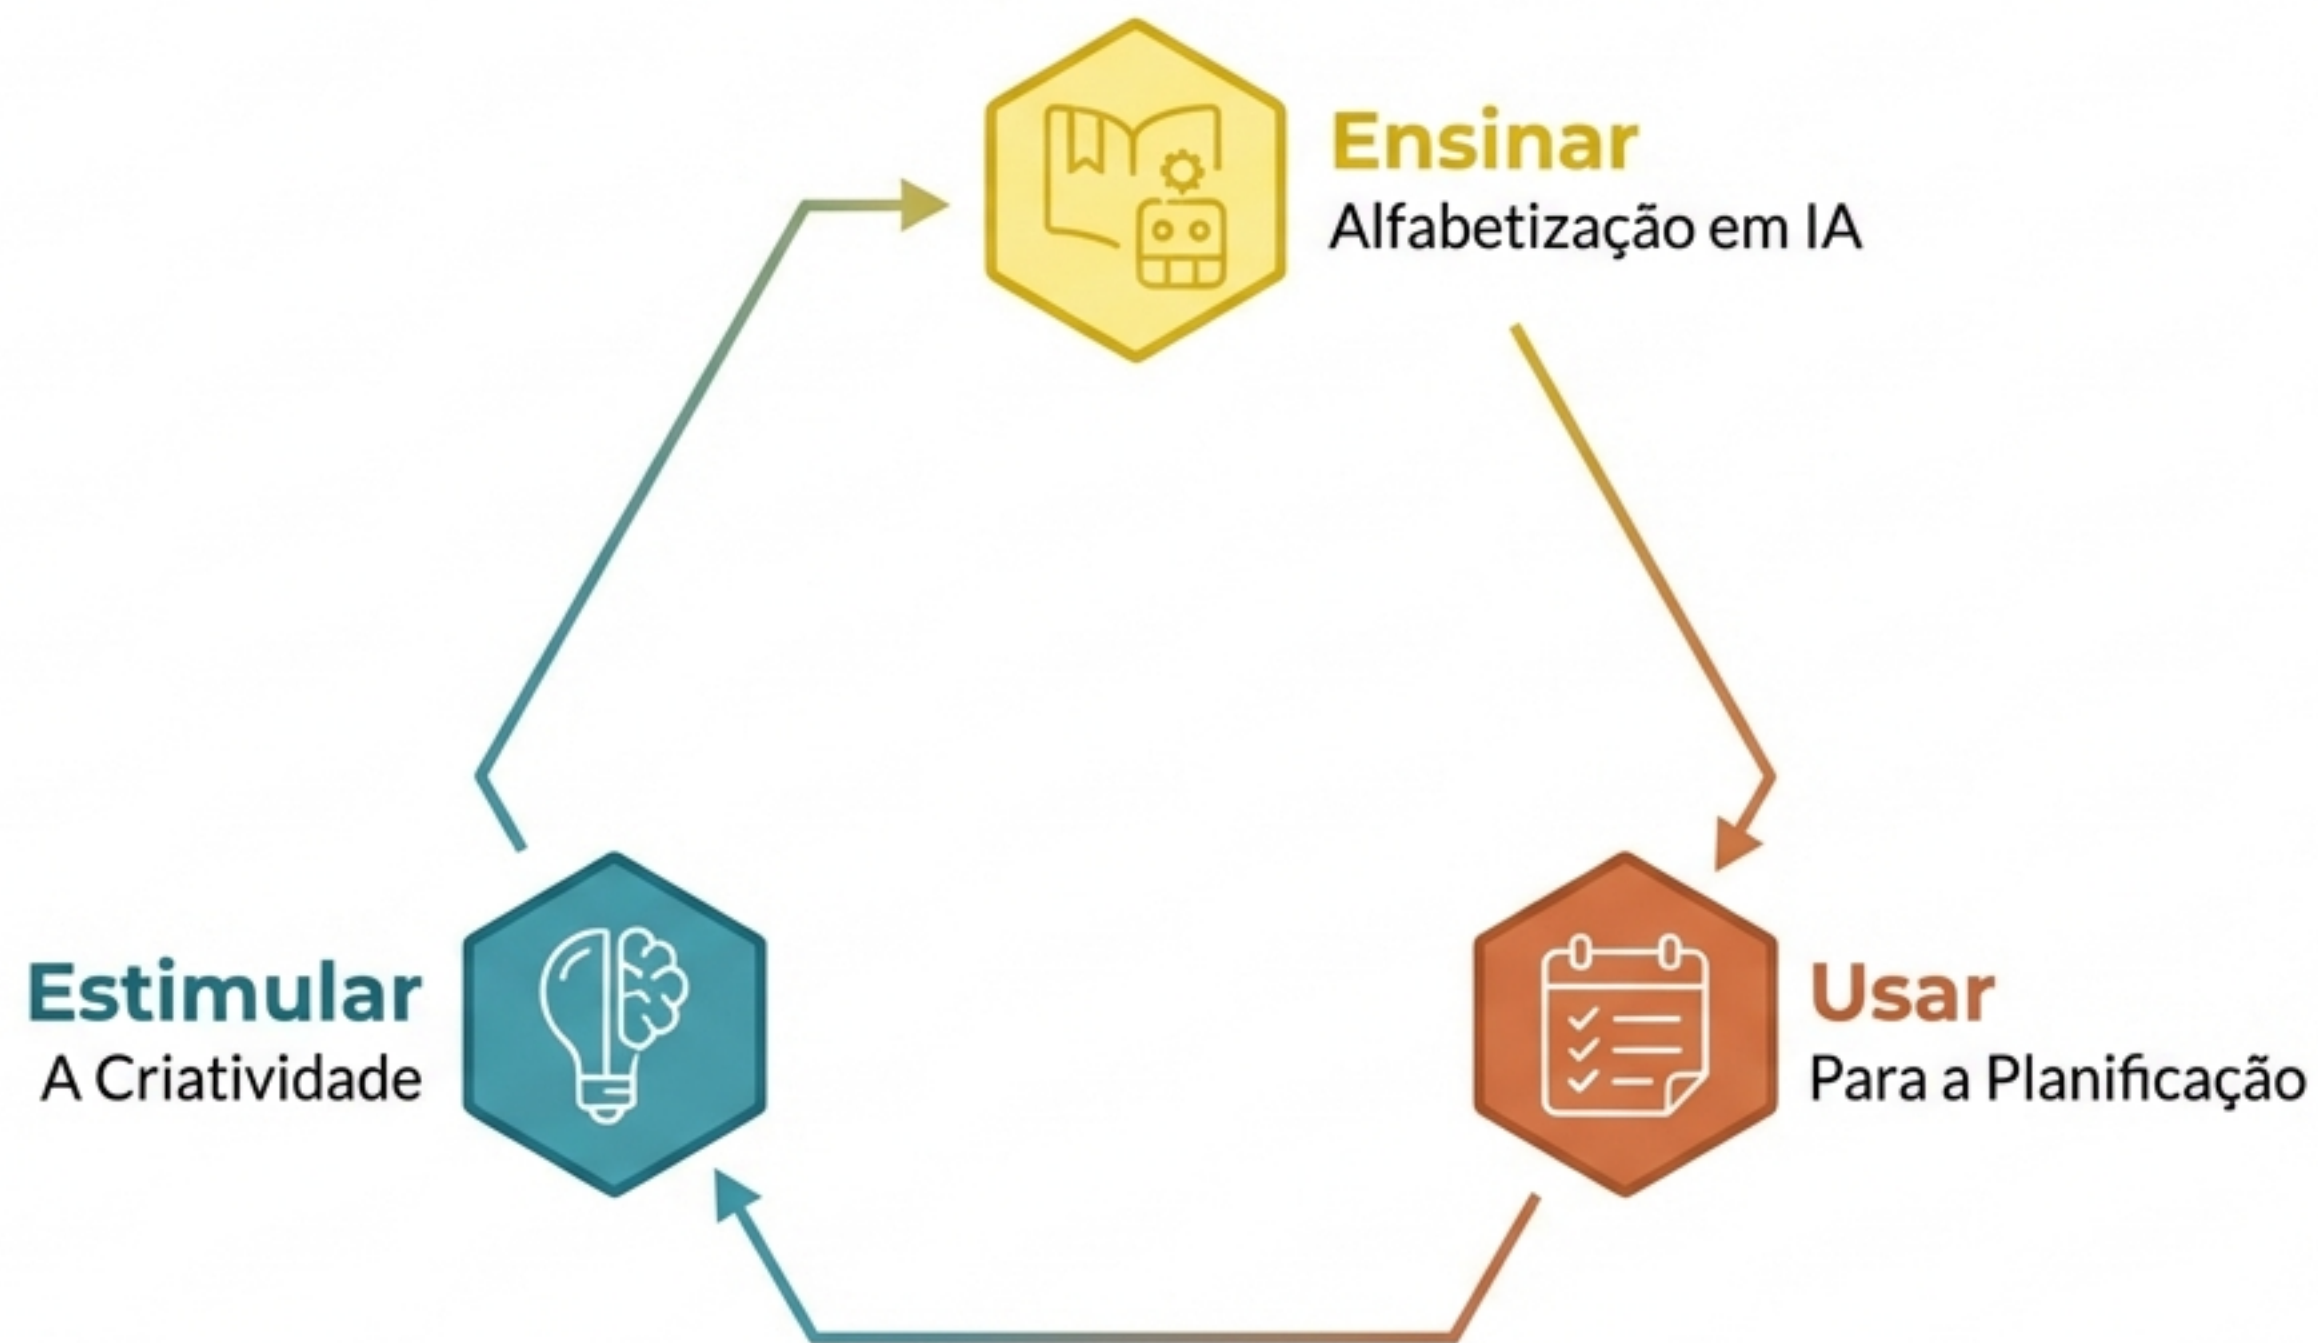 Ensinar
Alfabetização em IA
Estimular
A Criatividade
Usar
Para a Planificação